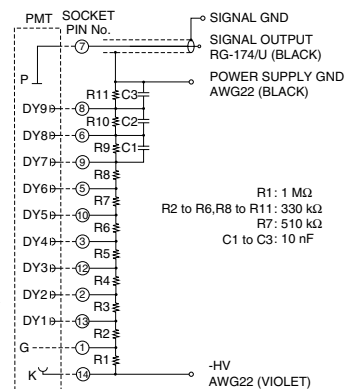 PMT
SOCKET
PIN No.
SIGNAL GND
SIGNAL OUTPUT
RG-174/U (BLACK)
POWER SUPPLY GND
AWG22 (BLACK)
7
P
R11 C3
DY9 8
R10 C2
DY8 6
R9 C1
DY7 9
R8
DY6 5
R7
DY5 10
R6
DY4 3
R5
DY3 12
R4
DY2 2
R3
DY1 13
R2
G 1
R1
K 14
R1: 1 MΩ
R2 to R6,R8 to R11: 330 kΩ
R7: 510 kΩ
C1 to C3: 10 nF
-HV
AWG22 (VIOLET)